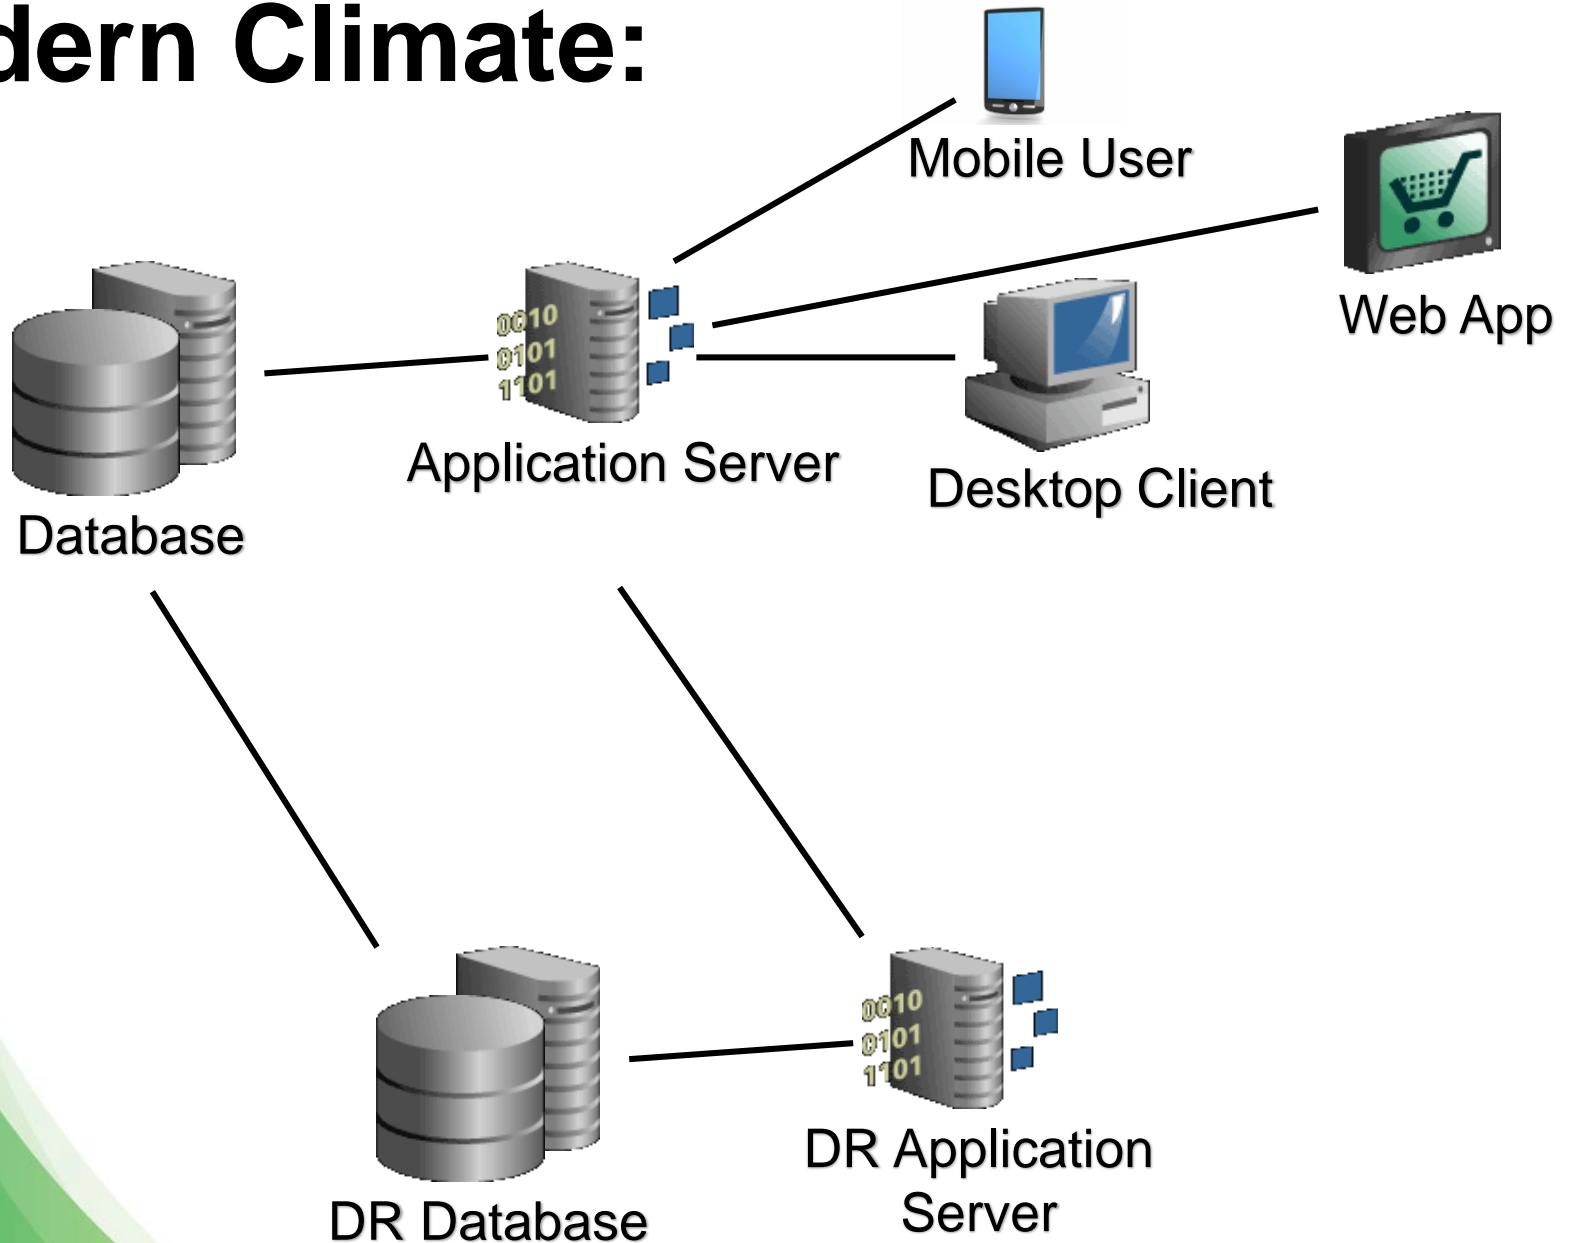 dern Climate:
Mobile User
Web App
0010
0101
1101
Application Server
Desktop Client
Database
0010
0101
1101
DR Application
Server
DR Database